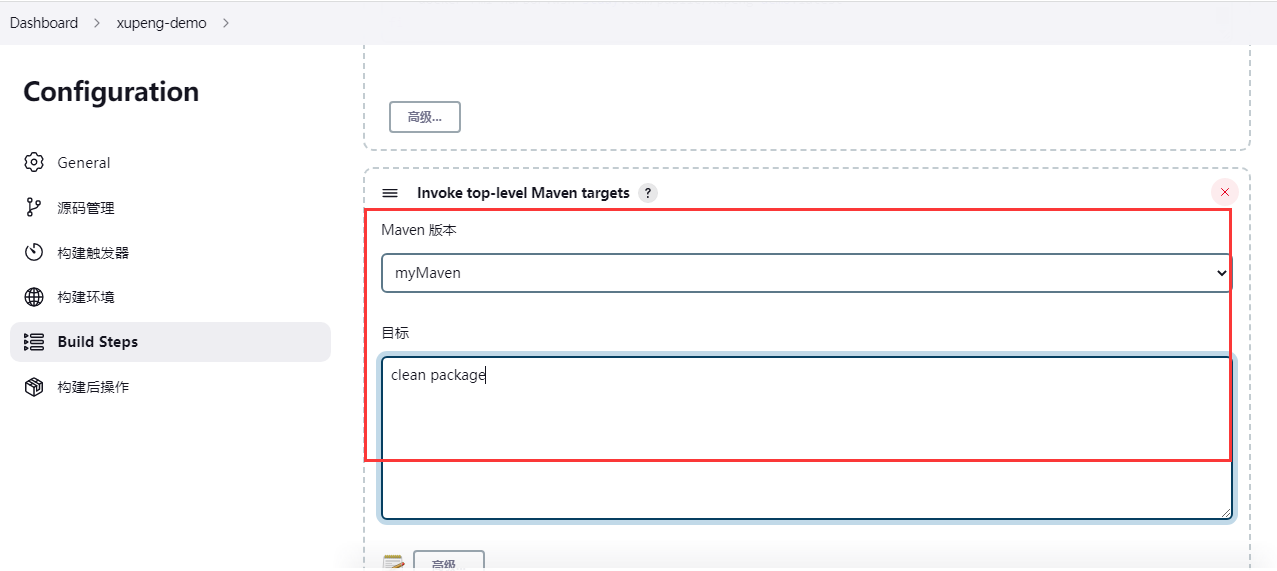 Dashboard > xupeng-demo >
Configuration
General
源码管理
构建触发器
构建环境
Build Steps
构建后操作
高级...
Invoke top-level Maven targets ?
Maven 版本
myMaven
目标
clean package
高级...